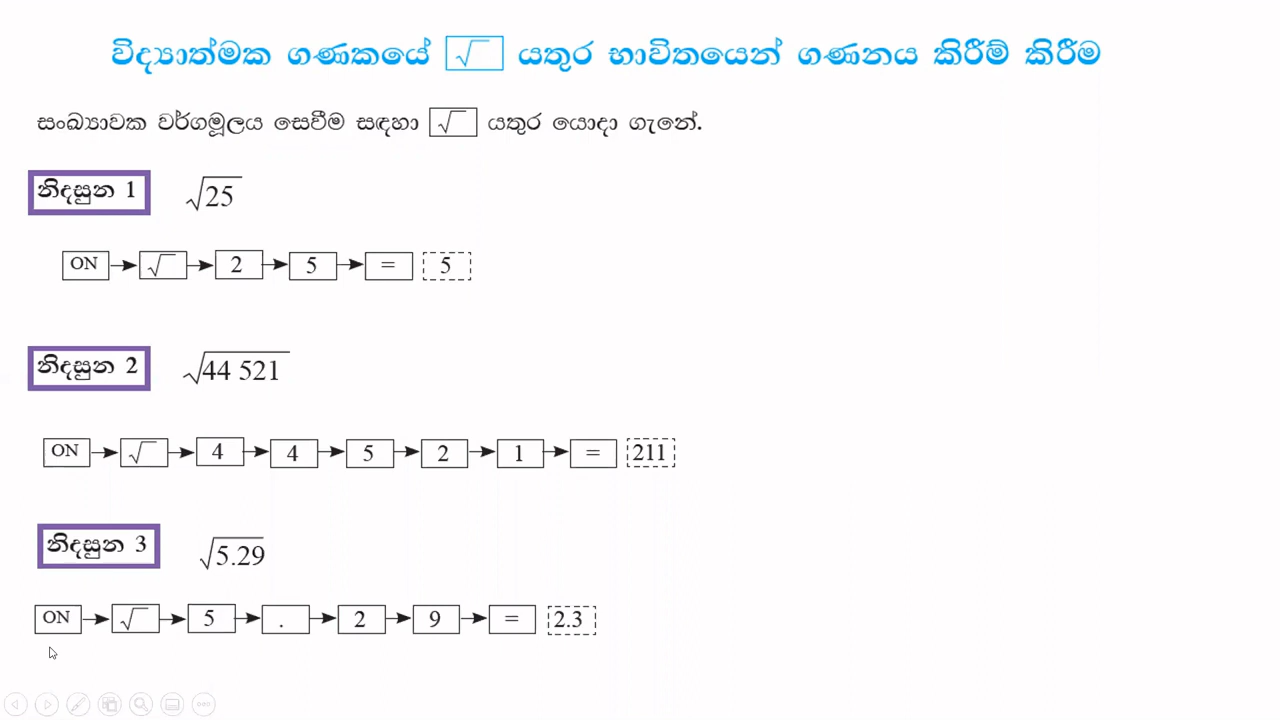 විද්‍යාත්මක ගණකයේ √ යතුර භාවිතයෙන් ගණනය කිරීම් කිරීම
සංඛ්‍යාවක වර්ගමූලය සෙවීම සඳහා √ යතුර යොදා ගැනේ.
නිදසුන 1 √25
ON → √ → 2 → 5 → = 5
නිදසුන 2 √44 521
ON → √ → 4 → 4 → 5 → 2 → 1 → = 211
නිදසුන 3 √5.29
ON → √ → 5 → . → 2 → 9 → = 2.3